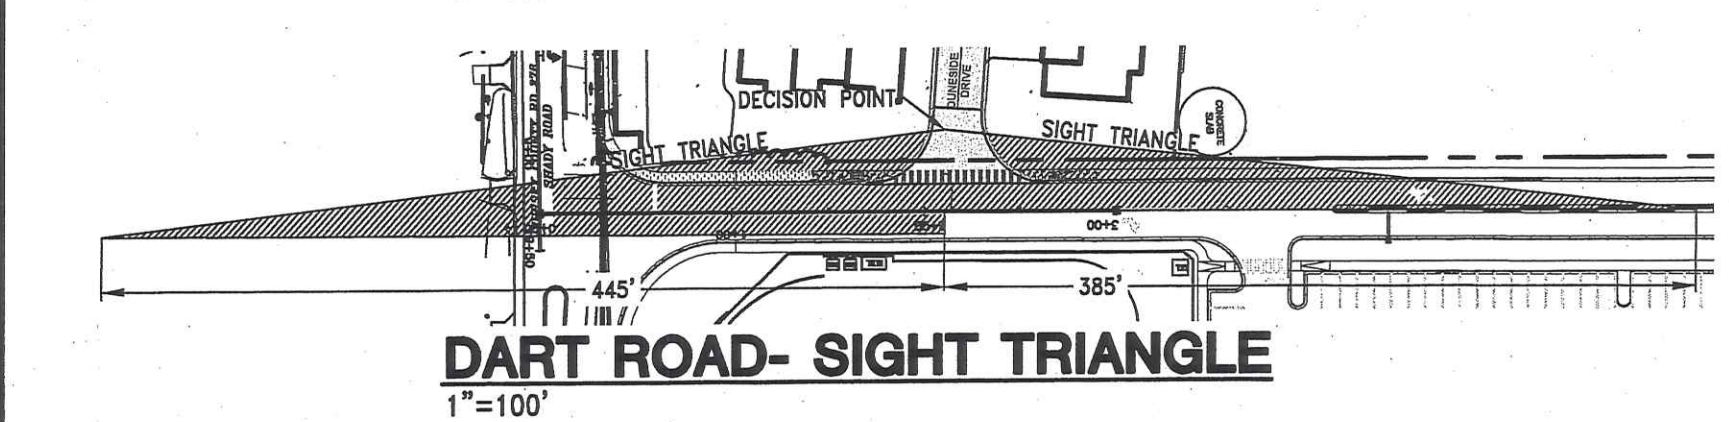 DUNESIDE
DRIVE
DECISION POINT
CONCRETE
SLAB
SIGHT TRIANGLE
SIGHT TRIANGLE
SHADY ROAD
3+00
445'
385'
DART ROAD- SIGHT TRIANGLE
1"=100'